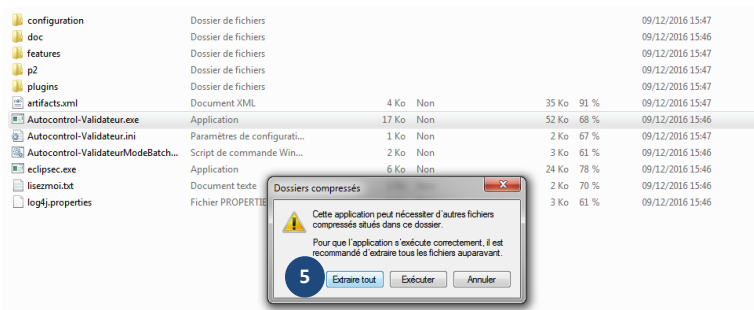 configuration Dossier de fichiers 09/12/2016 15:47
doc Dossier de fichiers 09/12/2016 15:46
features Dossier de fichiers 09/12/2016 15:47
p2 Dossier de fichiers 09/12/2016 15:47
plugins Dossier de fichiers 09/12/2016 15:47
artifacts.xml Document XML 4 Ko Non 35 Ko 91 % 09/12/2016 15:47
Autocontrol-Validateur.exe Application 17 Ko Non 52 Ko 68 % 09/12/2016 15:46
Autocontrol-Validateur.ini Paramètres de configurati... 1 Ko Non 2 Ko 67 % 09/12/2016 15:47
Autocontrol-ValidateurModeBatch... Script de commande Win... 2 Ko Non 3 Ko 61 % 09/12/2016 15:46
eclipsec.exe Application 6 Ko Non 24 Ko 78 % 09/12/2016 15:46
lisezmoi.txt Document texte 2 Ko 70 % 09/12/2016 15:46
log4j.properties Fichier PROPERTIE 3 Ko 61 % 09/12/2016 15:46
Dossiers compressés
Cette application peut nécessiter d'autres fichiers
compressés situés dans ce dossier.
Pour que l'application s'exécute correctement, il est
recommandé d'extraire tous les fichiers auparavant.
5 Extraire tout Exécuter Annuler